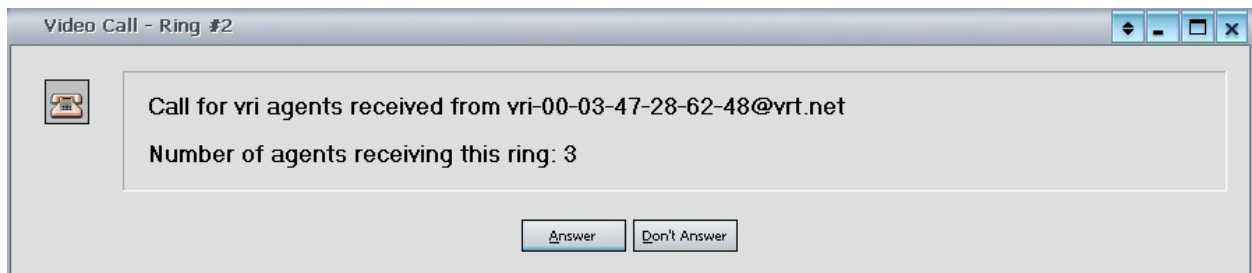 Video Call - Ring #2
Call for vri agents received from vri-00-03-47-28-62-48@vrt.net
Number of agents receiving this ring: 3
Answer
Don't Answer